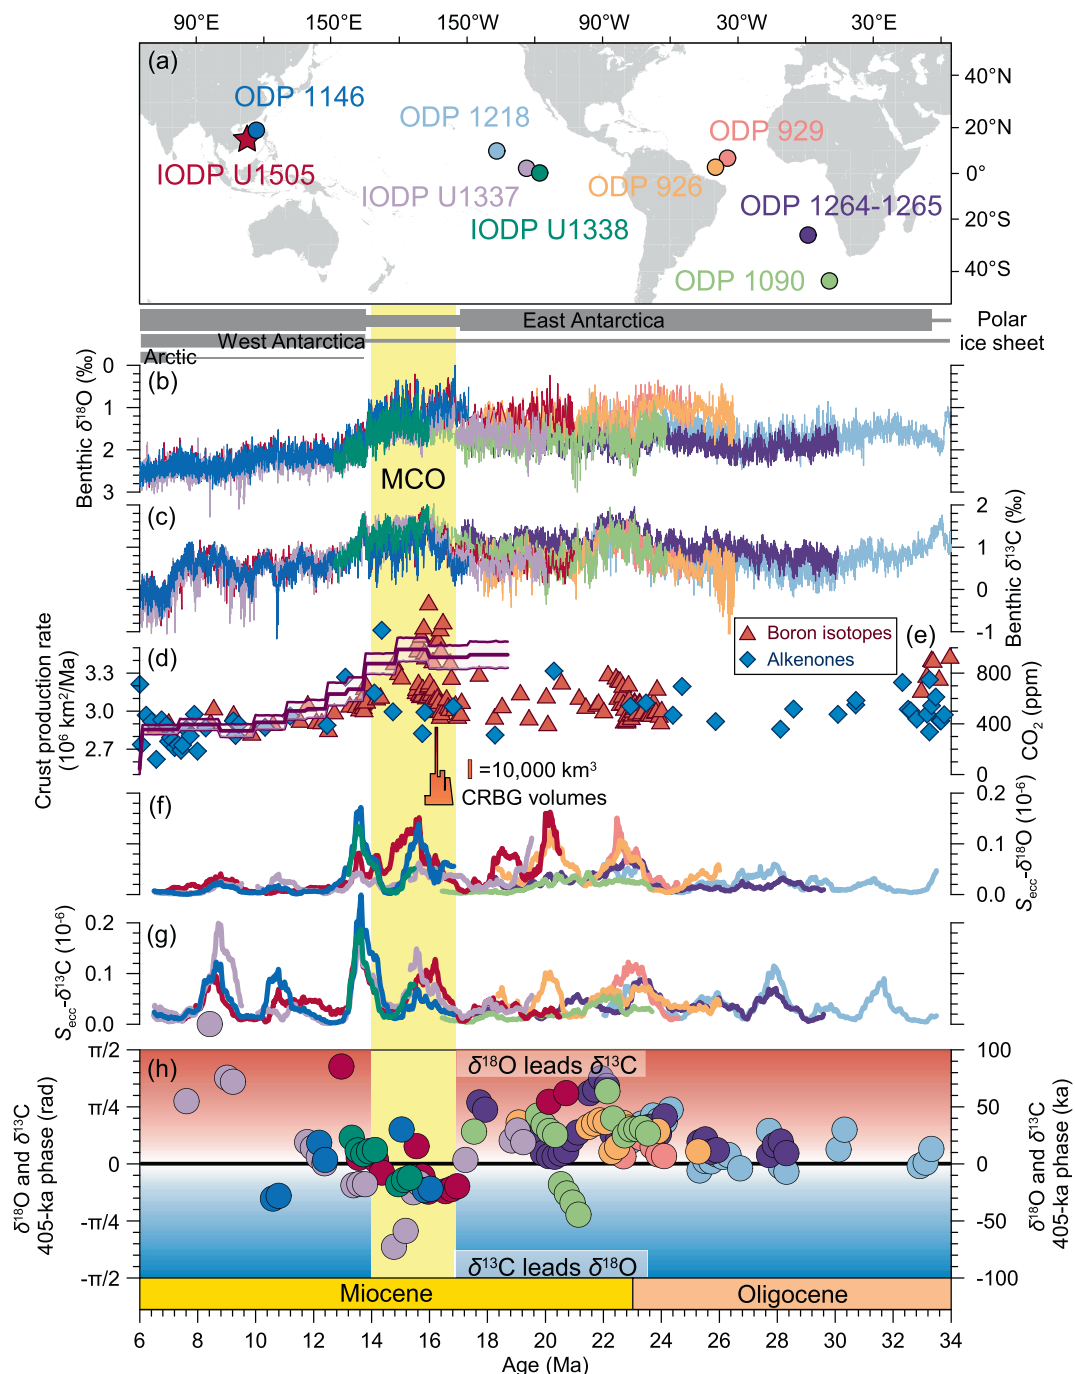 90°E 150°E 150°W 90°W 30°W 30°E
(a)
40°N
ODP 1146
ODP 1218
20°N
ODP 929
IODP U1505
0°
IODP U1337
ODP 926
ODP 1264-1265
20°S
IODP U1338
40°S
ODP 1090
East Antarctica
Polar
West Antarctica
ice sheet
Arctic
0
(b)
1
2
3
Benthic δ18O (‰)
MCO
(c)
2
1
0
-1
Benthic δ13C (‰)
Boron isotopes
(e)
Alkenones
(d)
3.3
3.0
2.7
Crust production rate
(10⁶ km²/Ma)
800
400
0
CO₂ (ppm)
=10,000 km³
CRBG volumes
(f)
0.2
0.1
0.0
Secc-δ18O (10⁻⁶)
(g)
0.2
0.1
0.0
Secc-δ13C (10⁻⁶)
π/2
(h)
δ18O leads δ13C
100
π/4
50
0
0
-π/4
-50
δ13C leads δ18O
-π/2
-100
δ18O and δ13C
405-ka phase (rad)
δ18O and δ13C
405-ka phase (ka)
Miocene
Oligocene
6 8 10 12 14 16 18 20 22 24 26 28 30 32 34
Age (Ma)